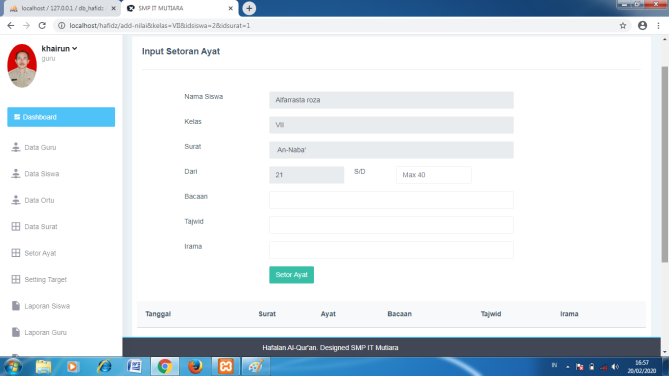 localhost / 127.0.0.1 / db_hafidz
SMP IT MUTIARA
localhost/hafidz/add-nilai&kelas=VII&idsiswa=2&idsurat=1
khairun
guru
Input Setoran Ayat
Nama Siswa
Alfarrasta roza
Kelas
VII
Dashboard
Surat
An-Naba'
Data Guru
Dari
21
S/D
Max 40
Data Siswa
Bacaan
Data Ortu
Tajwid
Data Surat
Irama
Setor Ayat
Setor Ayat
Setting Target
Laporan Siswa
Tanggal Surat Ayat Bacaan Tajwid Irama
Laporan Guru
Hafalan Al-Qur'an. Designed SMP IT Mutiara
IN
16:57
20/02/2020